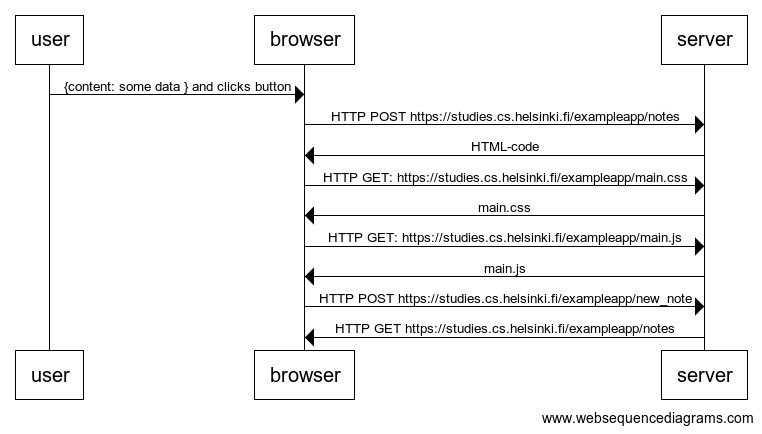 user browser server
{content: some data } and clicks button
HTTP POST https://studies.cs.helsinki.fi/exampleapp/notes
HTML-code
HTTP GET: https://studies.cs.helsinki.fi/exampleapp/main.css
main.css
HTTP GET: https://studies.cs.helsinki.fi/exampleapp/main.js
main.js
HTTP POST https://studies.cs.helsinki.fi/exampleapp/new_note
HTTP GET https://studies.cs.helsinki.fi/exampleapp/notes
user browser server
www.websequencediagrams.com